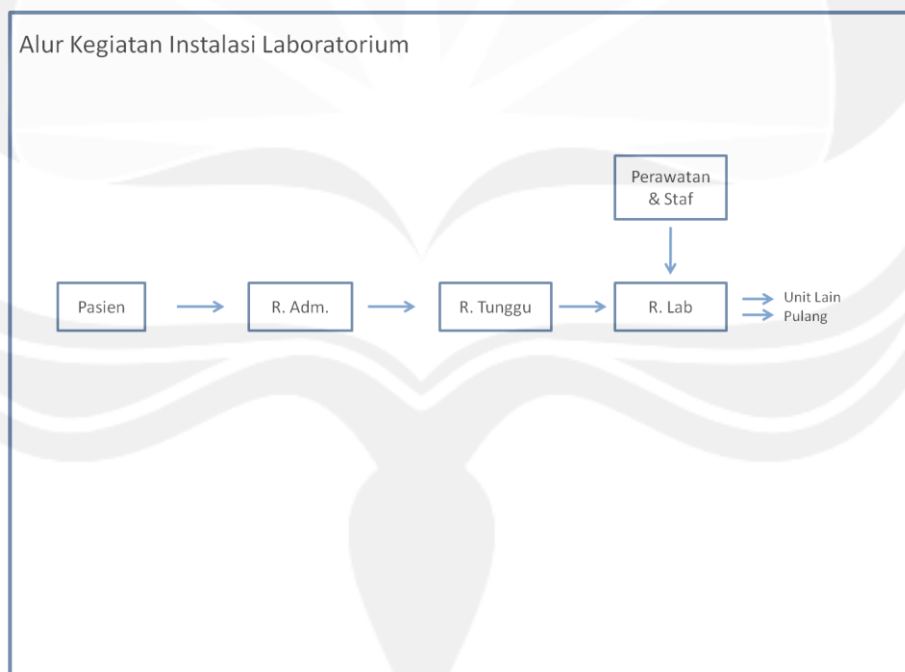 Alur Kegiatan Instalasi Laboratorium
Perawatan
& Staf
Pasien
R. Adm.
R. Tunggu
R. Lab
Unit Lain
Pulang